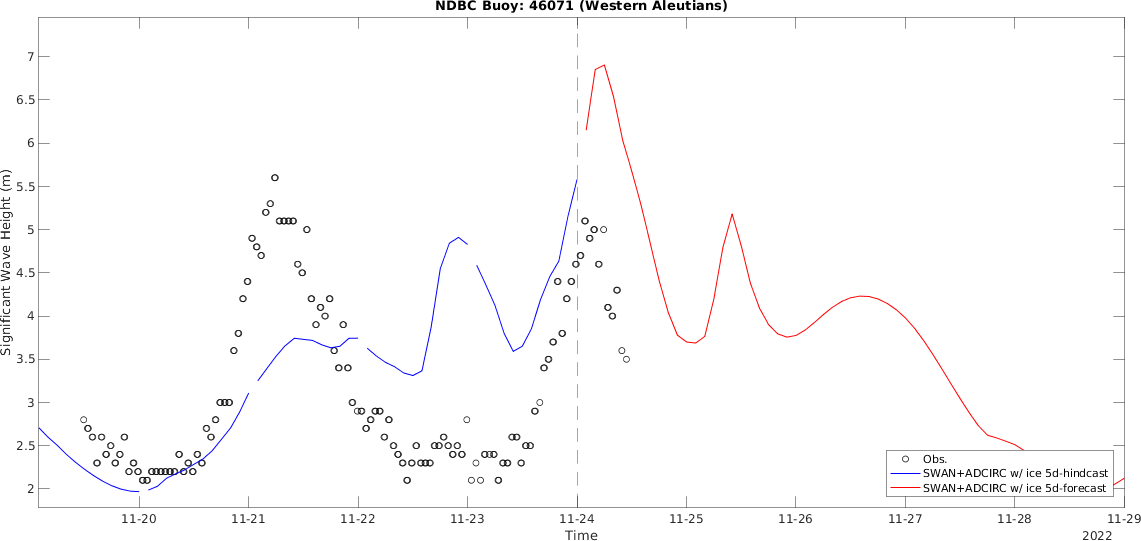 NDBC Buoy: 46071 (Western Aleutians)
Significant Wave Height (m)
7
6.5
6
5.5
5
4.5
4
3.5
3
2.5
2
Obs.
SWAN+ADCIRC w/ ice 5d-hindcast
SWAN+ADCIRC w/ ice 5d-forecast
11-20 11-21 11-22 11-23 11-24 11-25 11-26 11-27 11-28 11-29
Time
2022